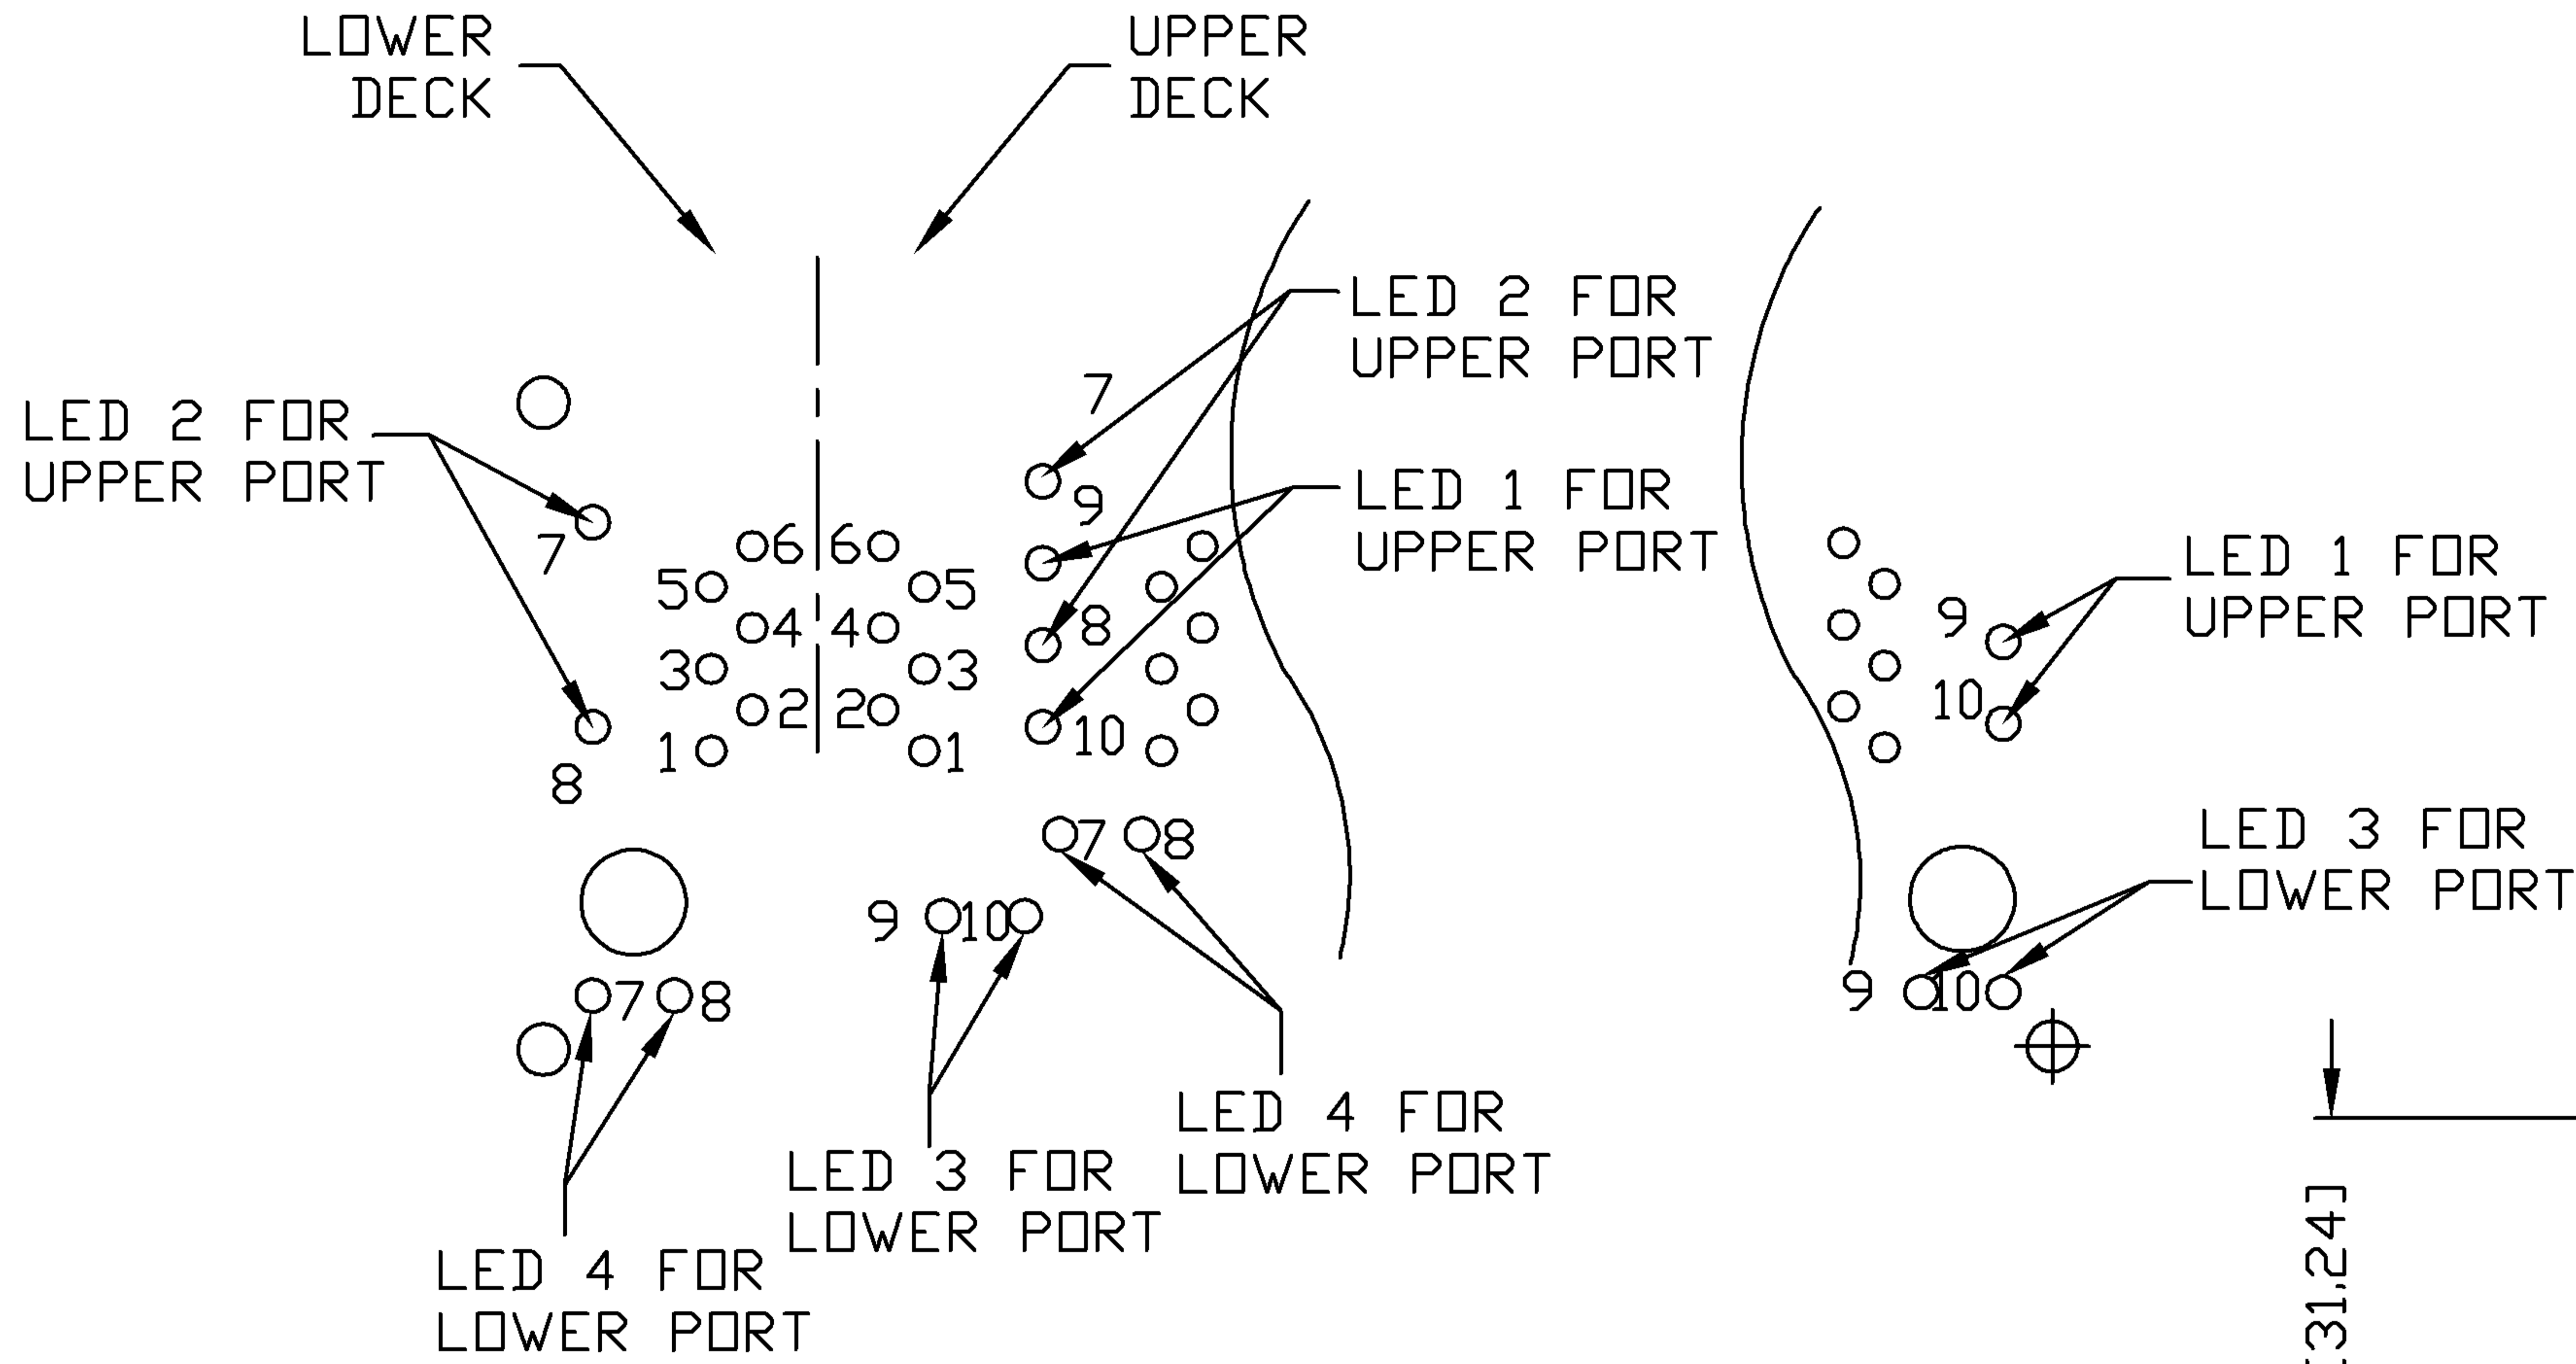 LOWER
DECK
UPPER
DECK
LED 2 FOR
UPPER PORT
LED 2 FOR
UPPER PORT
LED 1 FOR
UPPER PORT
LED 1 FOR
UPPER PORT
7
9
8
10
7
8
6 6
5 5
4 4
3 3
2 2
1 1
9
10
7 8
9 10
7 8
9 10
LED 3 FOR
LOWER PORT
LED 4 FOR
LOWER PORT
LED 3 FOR
LOWER PORT
LED 4 FOR
LOWER PORT
31.24]